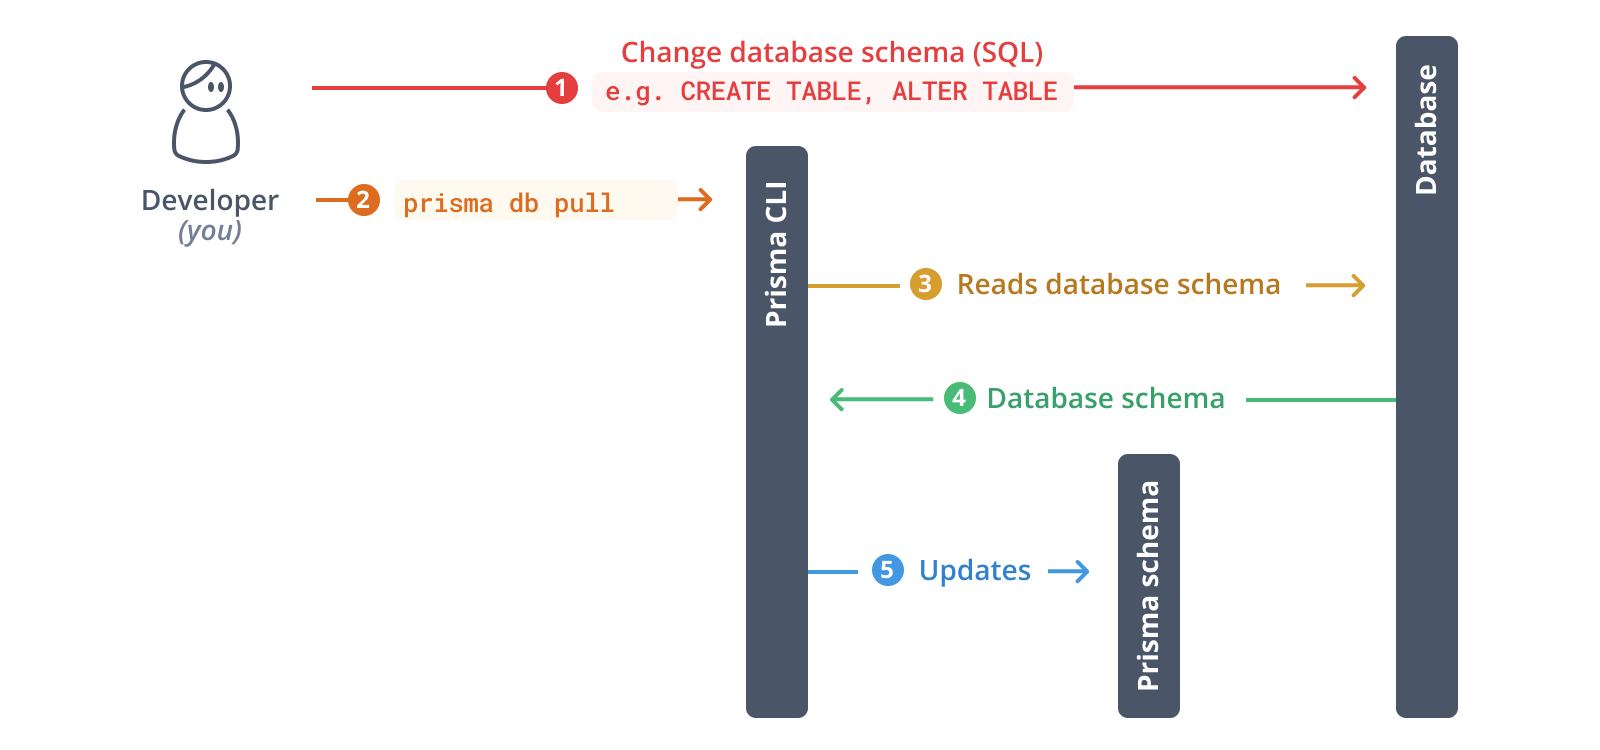 Change database schema (SQL)
1
e.g. CREATE TABLE, ALTER TABLE
Database
Developer
(you)
2
prisma db pull
Prisma CLI
3
Reads database schema
4
Database schema
5
Updates
Prisma schema